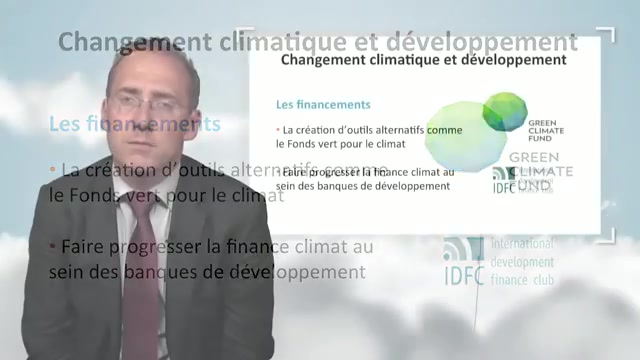 Changement climatique et développement
Les financements
• La création d'outils alternatifs comme
le Fonds vert pour le climat
• Faire progresser la finance climat au
sein des banques de développement
GREEN
CLIMATE
FUND
IDFC
international
development
finance club
Changement climatique et développement
Les financements
• La création d'outils alternatifs comme
le Fonds vert pour le climat
• Faire progresser la finance climat au
sein des banques de développement
GREEN
CLIMATE
FUND
IDFC